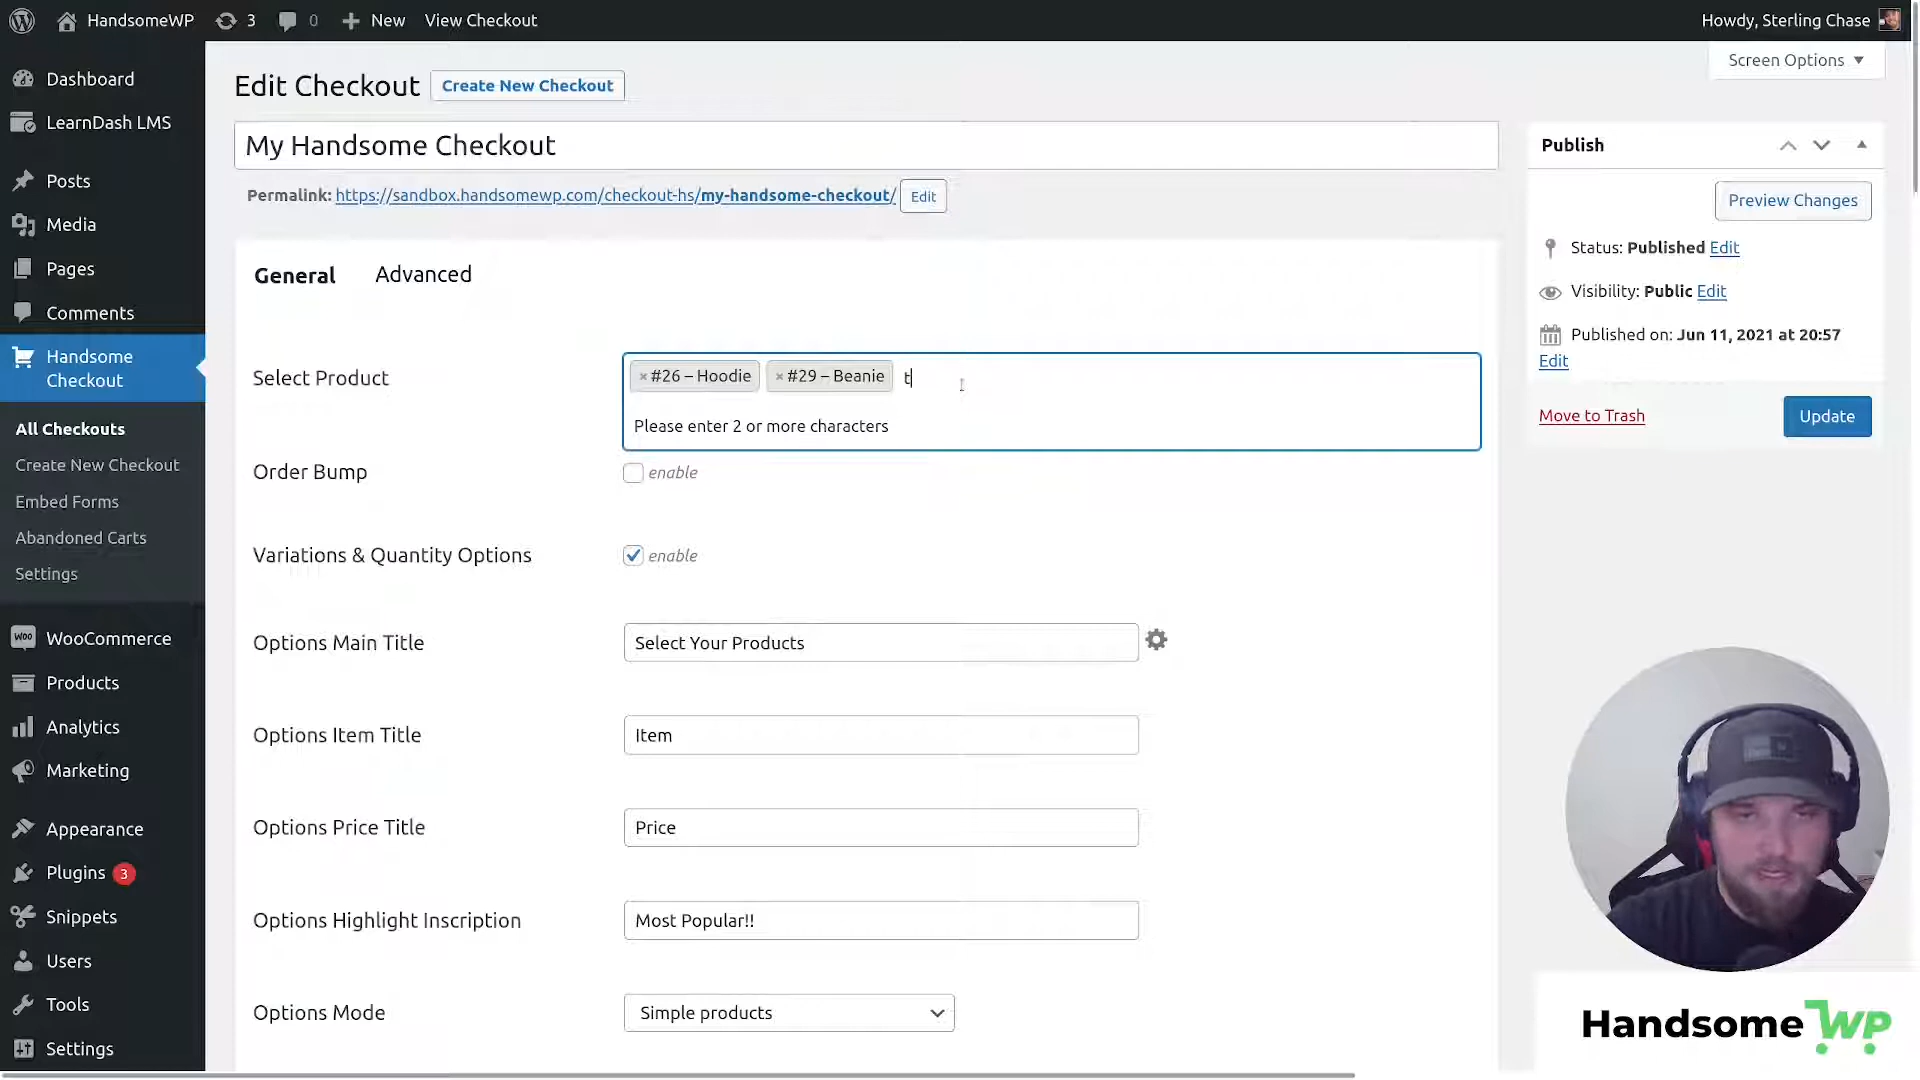 HandsomeWP 3 0 New View Checkout Howdy, Sterling Chase
Screen Options
Dashboard
LearnDash LMS
Posts
Media
Pages
Comments
Handsome
Checkout
All Checkouts
Create New Checkout
Embed Forms
Abandoned Carts
Settings
WooCommerce
Products
Analytics
Marketing
Appearance
Plugins 3
Snippets
Users
Tools
Settings
Edit Checkout Create New Checkout
My Handsome Checkout
Permalink: https://sandbox.handsomewp.com/checkout-hs/my-handsome-checkout/ Edit
General Advanced
Select Product × #26 – Hoodie × #29 – Beanie t
Please enter 2 or more characters
Order Bump enable
Variations & Quantity Options enable
Options Main Title Select Your Products
Options Item Title Item
Options Price Title Price
Options Highlight Inscription Most Popular!!
Options Mode Simple products
Publish
Preview Changes
Status: Published Edit
Visibility: Public Edit
Published on: Jun 11, 2021 at 20:57
Edit
Move to Trash Update
HandsomeWP